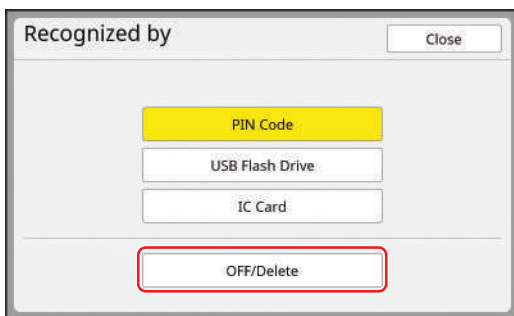 Recognized by
Close
PIN Code
USB Flash Drive
IC Card
OFF/Delete